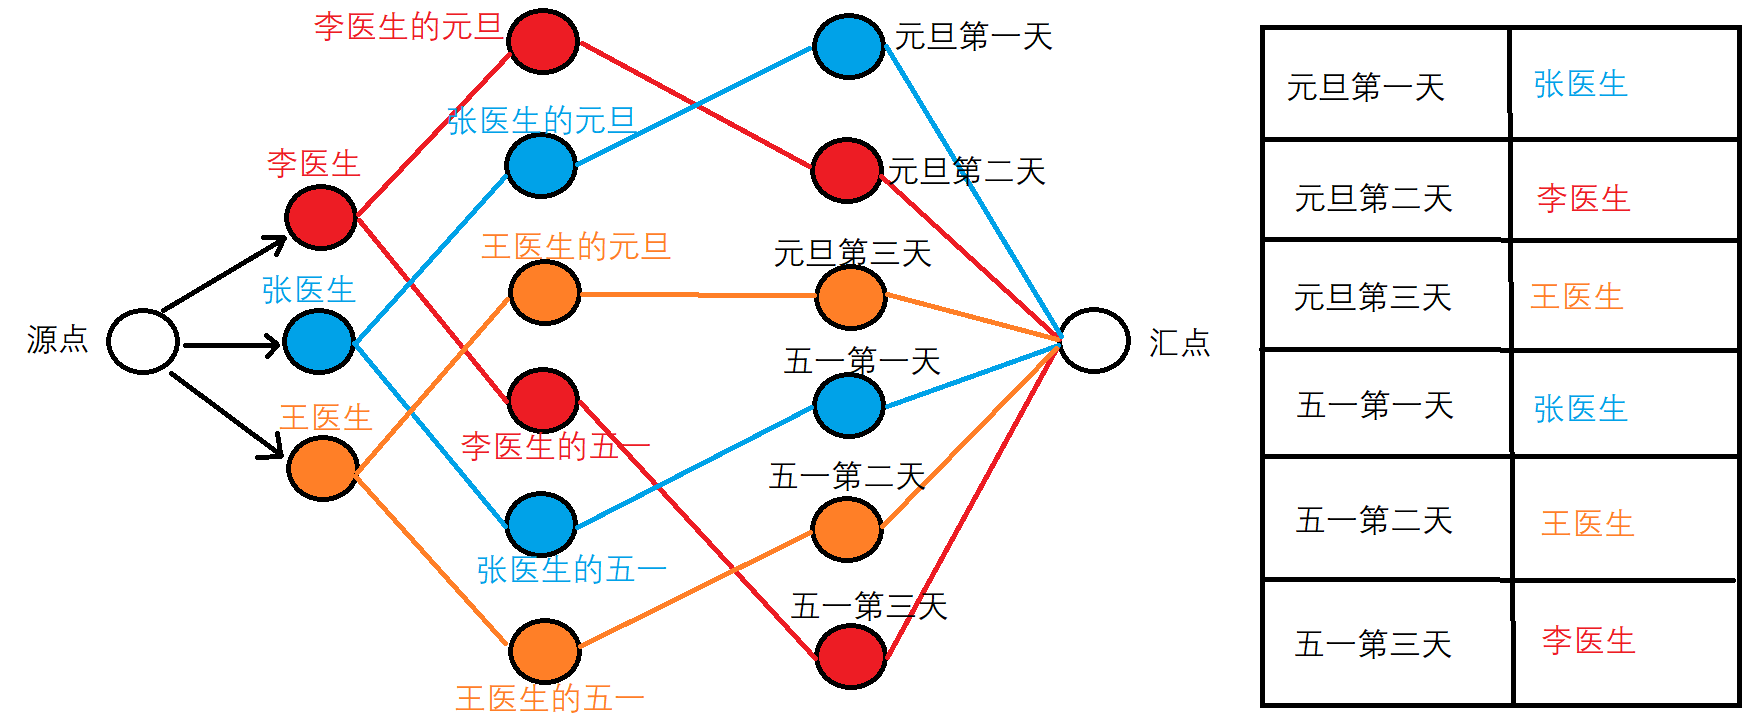 李医生的元旦
元旦第一天
张医生的元旦
李医生
元旦第二天
王医生的元旦
元旦第三天
张医生
源点
汇点
五一第一天
王医生
李医生的五一
五一第二天
张医生的五一
五一第三天
王医生的五一
元旦第一天 张医生
元旦第二天 李医生
元旦第三天 王医生
五一第一天 张医生
五一第二天 王医生
五一第三天 李医生